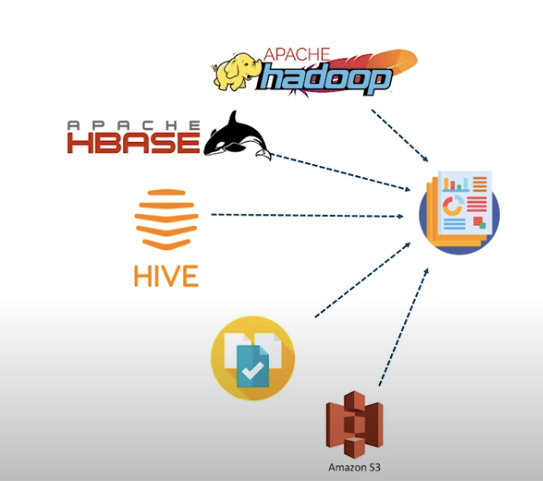 APACHE
hadoop
APACHE
HBASE
HIVE
Amazon S3